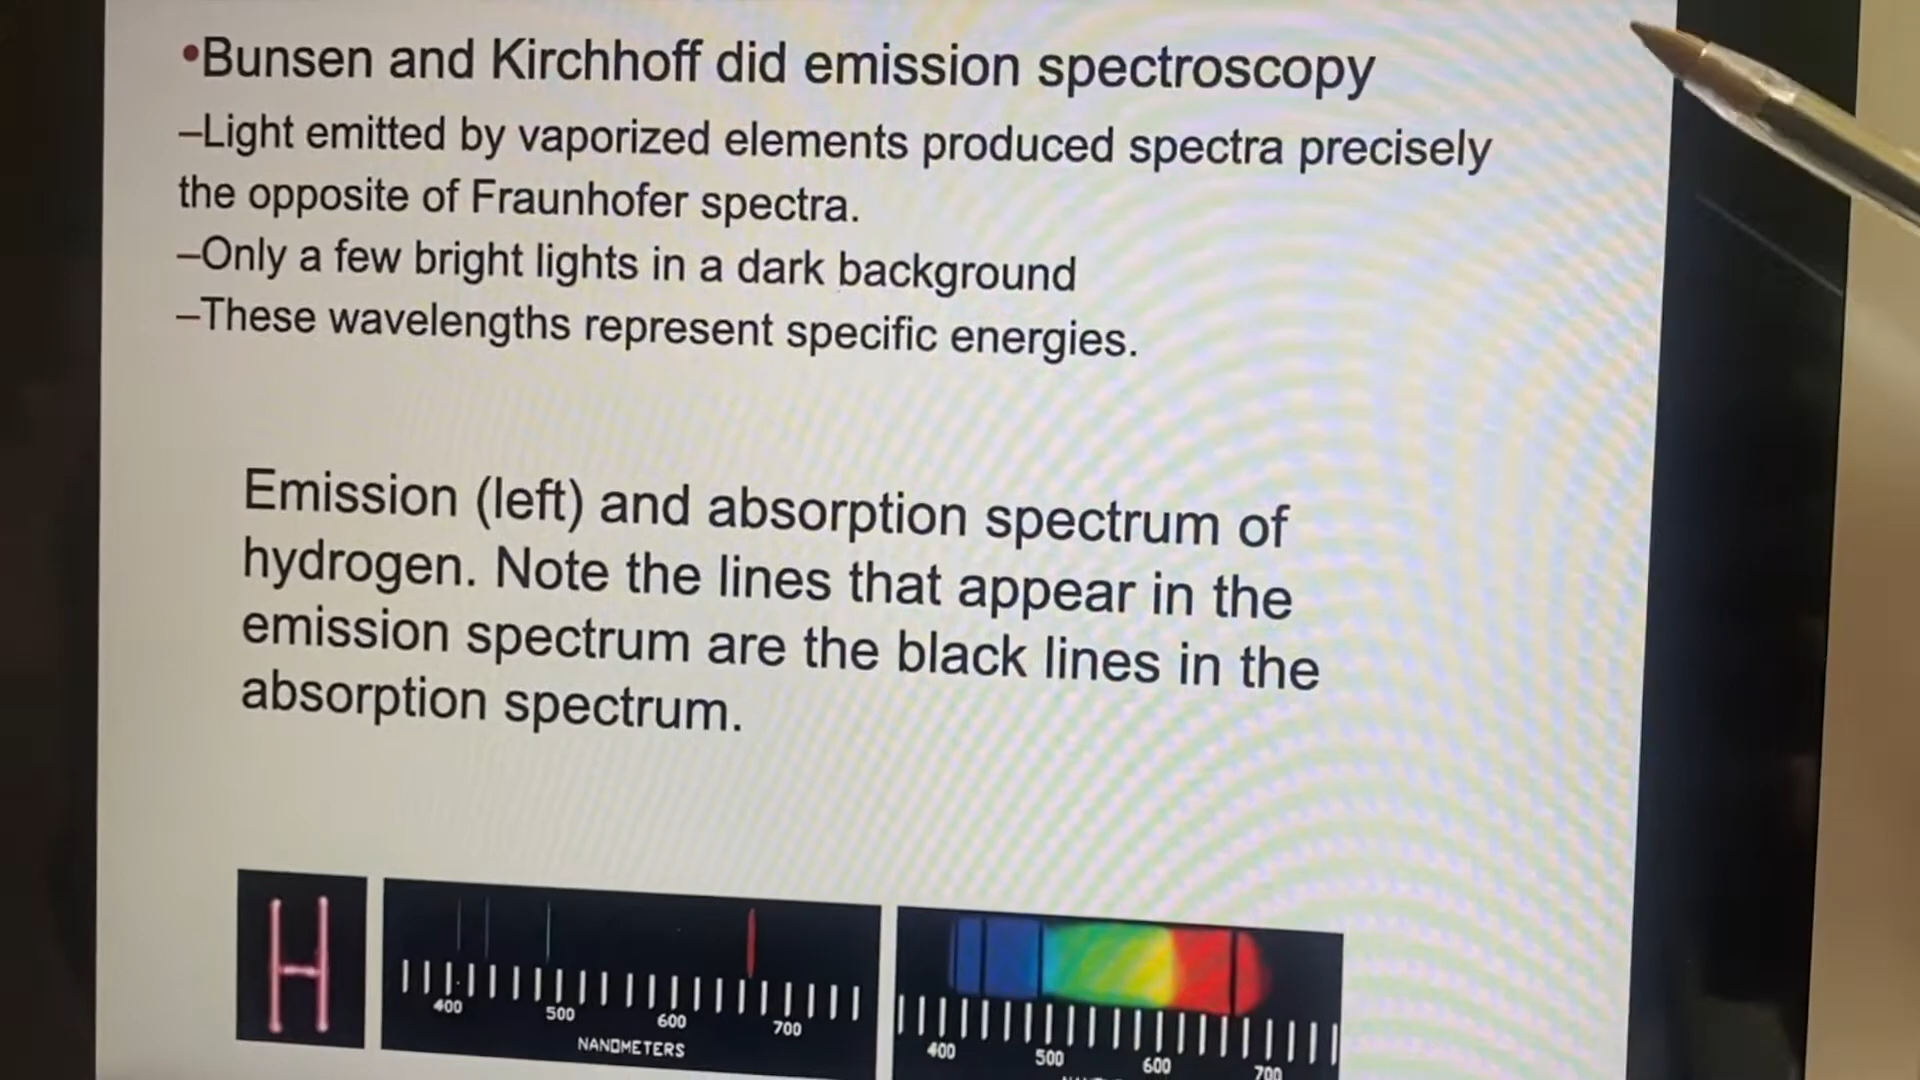 •Bunsen and Kirchhoff did emission spectroscopy
–Light emitted by vaporized elements produced spectra precisely
the opposite of Fraunhofer spectra.
–Only a few bright lights in a dark background
–These wavelengths represent specific energies.
Emission (left) and absorption spectrum of
hydrogen. Note the lines that appear in the
emission spectrum are the black lines in the
absorption spectrum.
H
400 500 600 700
NANOMETERS
400 500 600 700